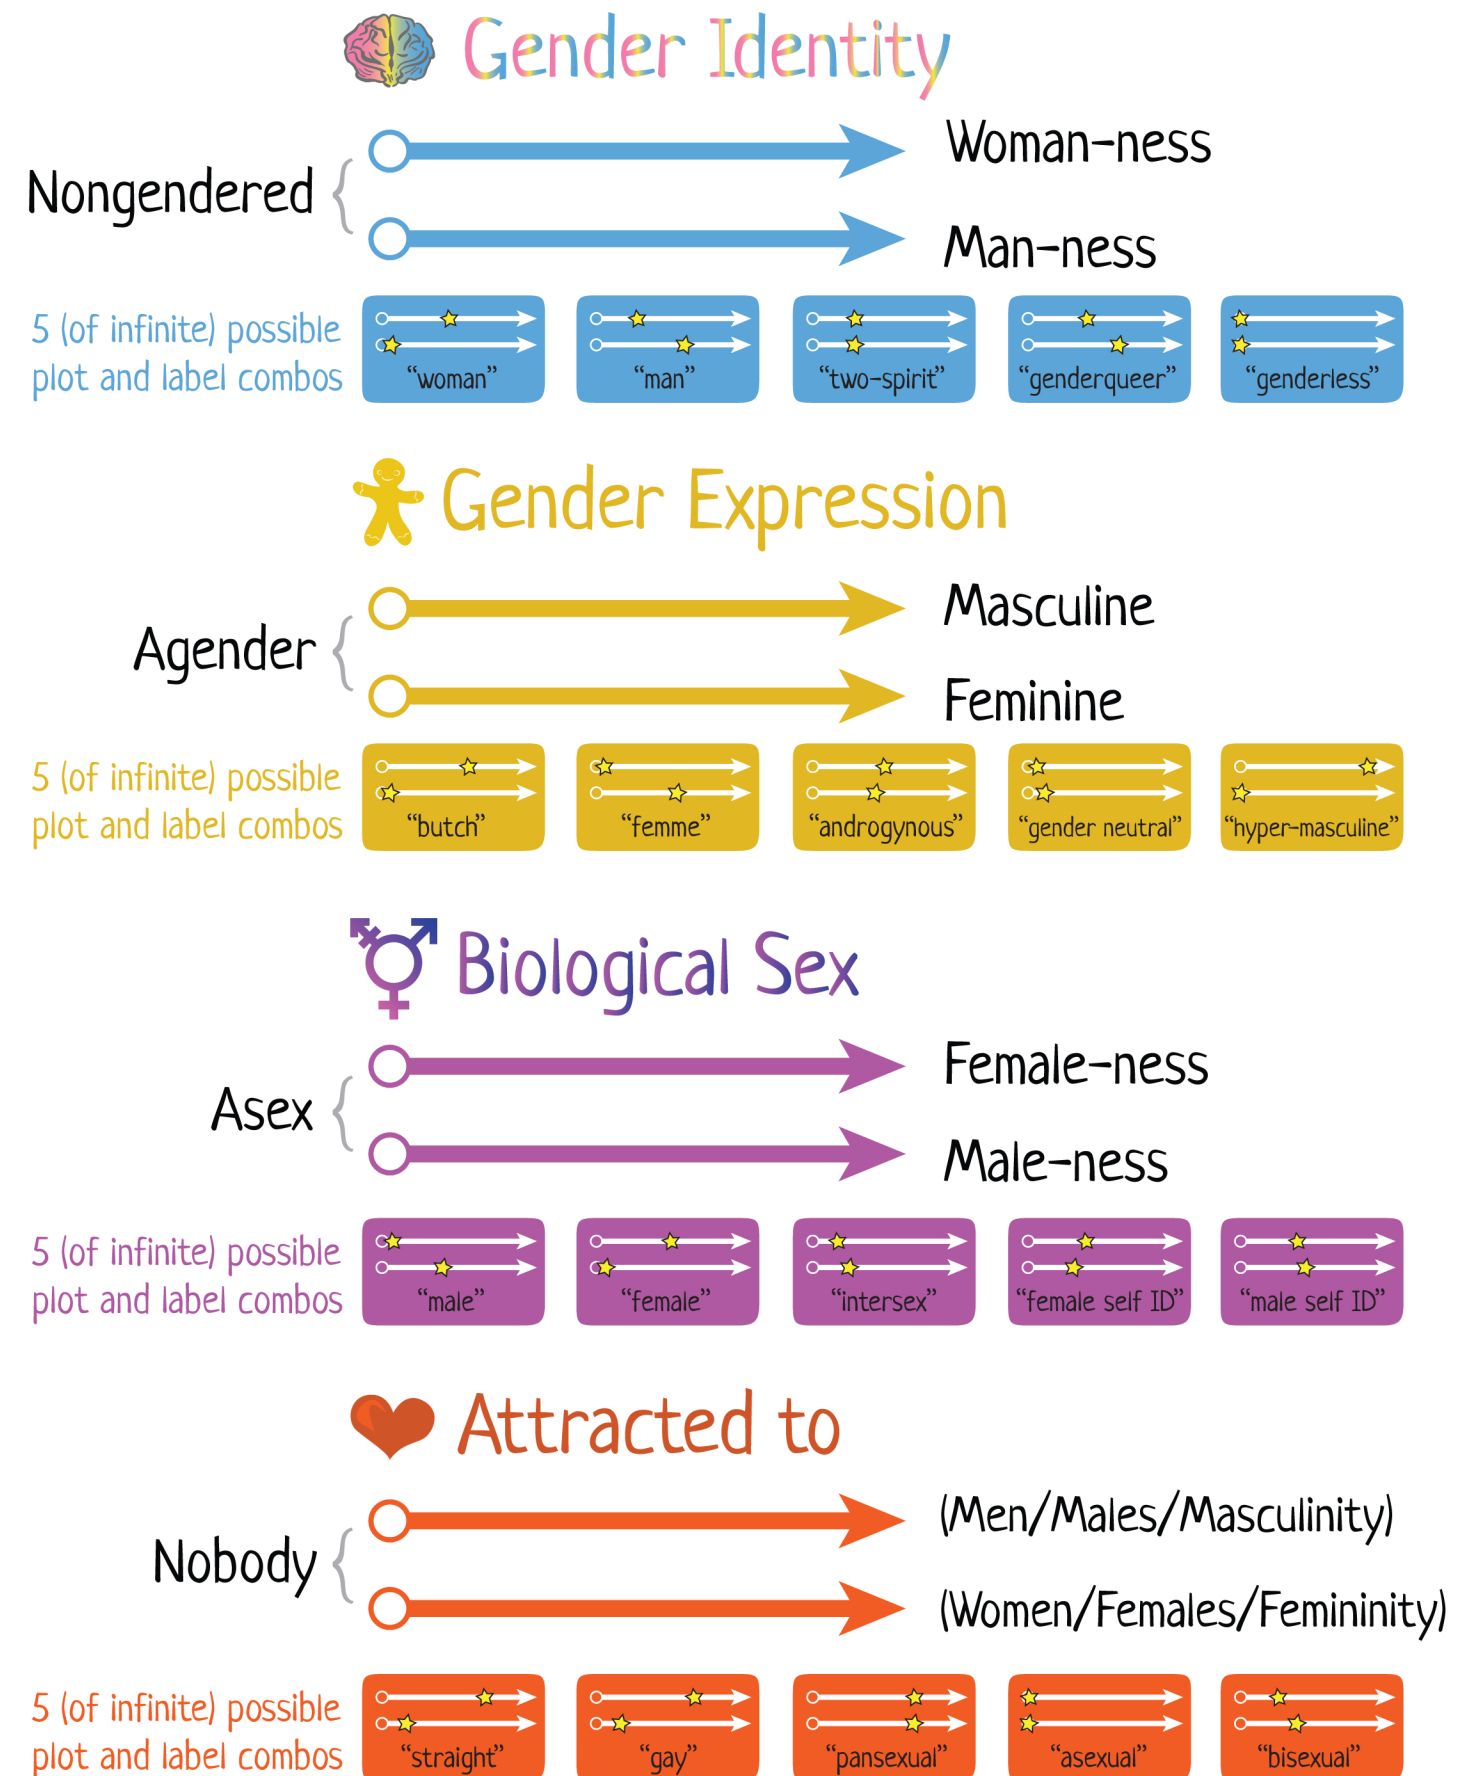 Gender Identity
Nongendered
Woman-ness
Man-ness
5 (of infinite) possible
plot and label combos
“woman”
“man”
“two-spirit”
“genderqueer”
“genderless”
Gender Expression
Agender
Masculine
Feminine
5 (of infinite) possible
plot and label combos
“butch”
“femme”
“androgynous”
“gender neutral”
“hyper-masculine”
Biological Sex
Asex
Female-ness
Male-ness
5 (of infinite) possible
plot and label combos
“male”
“female”
“intersex”
“female self ID”
“male self ID”
Attracted to
Nobody
(Men/Males/Masculinity)
(Women/Females/Femininity)
5 (of infinite) possible
plot and label combos
“straight”
“gay”
“pansexual”
“asexual”
“bisexual”